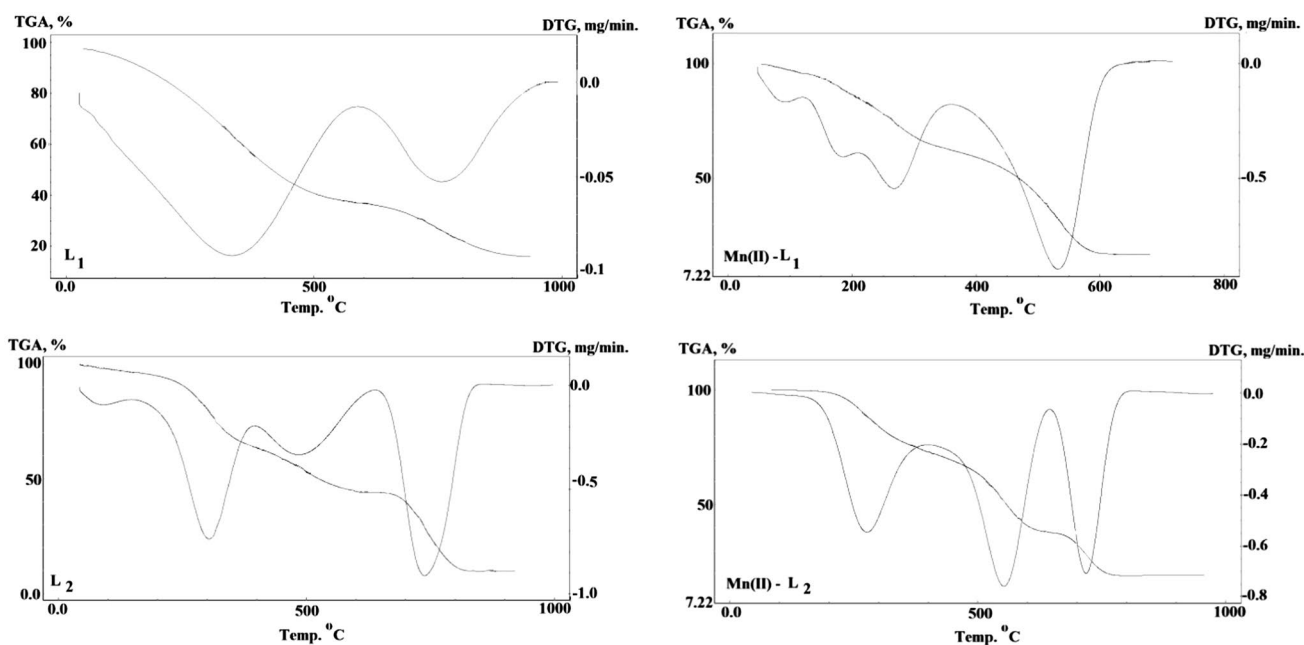 TGA, %
DTG, mg/min.
100
80
60
40
20
0.0
-0.05
-0.1
L1
0.0
500
1000
Temp. °C
TGA, %
DTG, mg/min.
100
50
7.22
0.0
-0.5
Mn(II) -L1
0.0
200
400
600
800
Temp. °C
TGA, %
DTG, mg/min.
100
50
0.0
0.0
-0.5
-1.0
L2
0.0
500
1000
Temp. °C
TGA, %
DTG, mg/min.
100
50
7.22
0.0
-0.2
-0.4
-0.6
-0.8
Mn(II) - L2
0.0
500
1000
Temp. °C